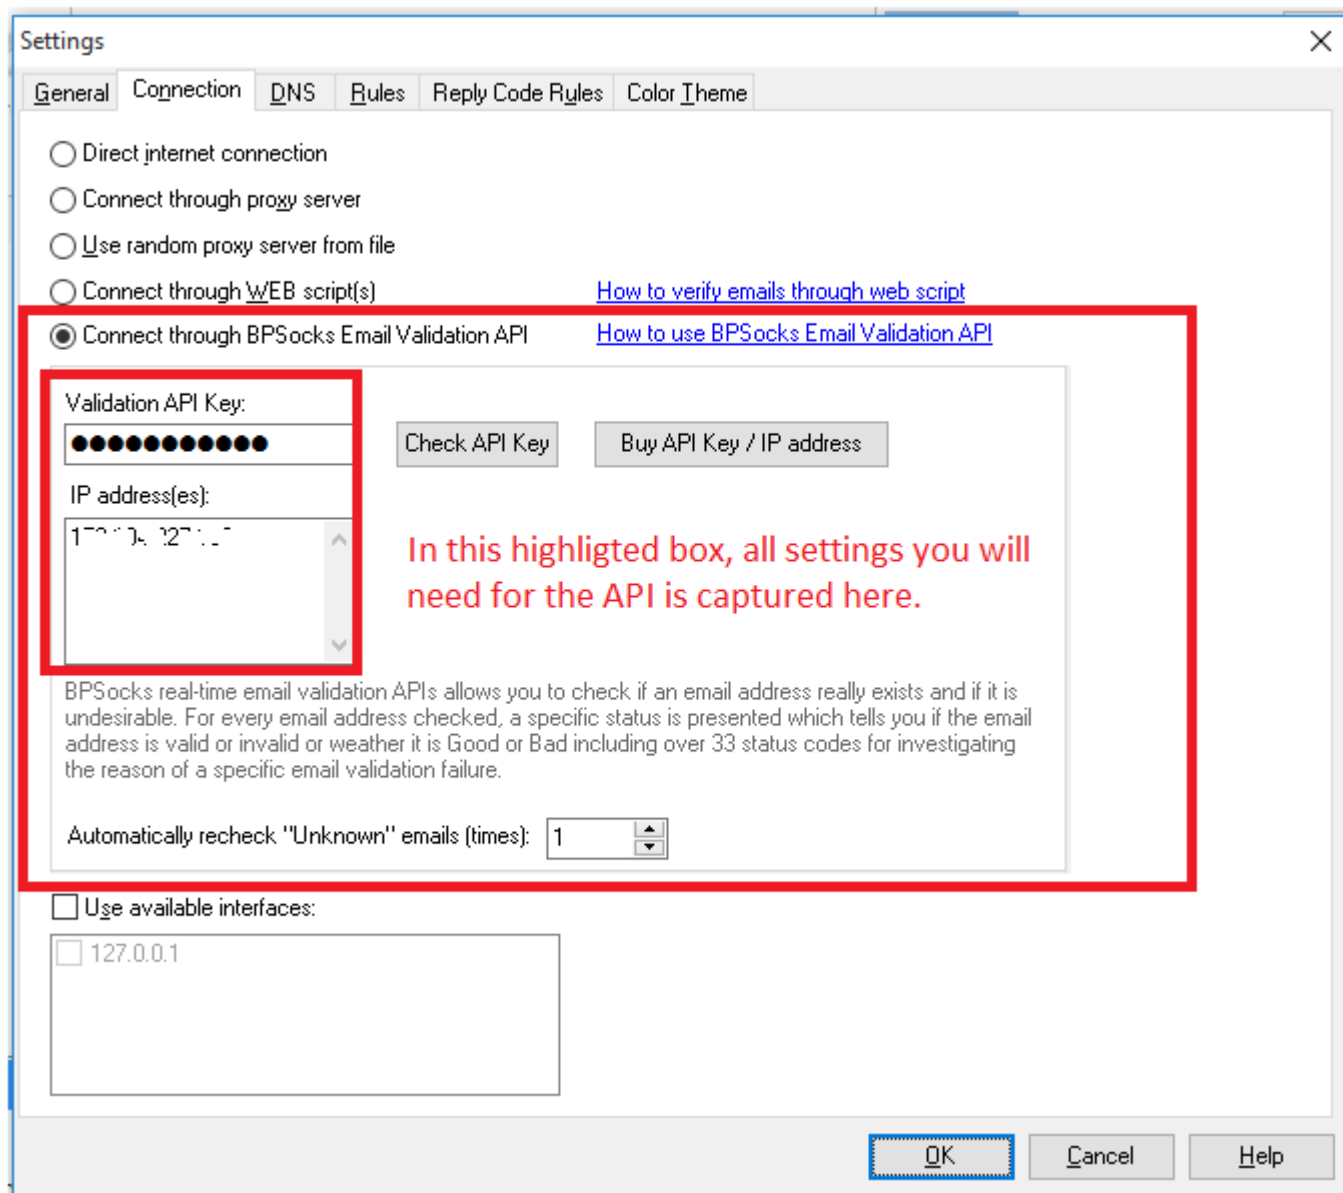 Settings
General Connection DNS Rules Reply Code Rules Color Theme
Direct internet connection
Connect through proxy server
Use random proxy server from file
Connect through WEB script(s) How to verify emails through web script
Connect through BPSocks Email Validation API How to use BPSocks Email Validation API
Validation API Key:
●●●●●●●●●●●
Check API Key Buy API Key / IP address
IP address(es):
In this highligted box, all settings you will
need for the API is captured here.
BPSocks real-time email validation APIs allows you to check if an email address really exists and if it is
undesirable. For every email address checked, a specific status is presented which tells you if the email
address is valid or invalid or weather it is Good or Bad including over 33 status codes for investigating
the reason of a specific email validation failure.
Automatically recheck "Unknown" emails (times): 1
Use available interfaces:
127.0.0.1
OK Cancel Help